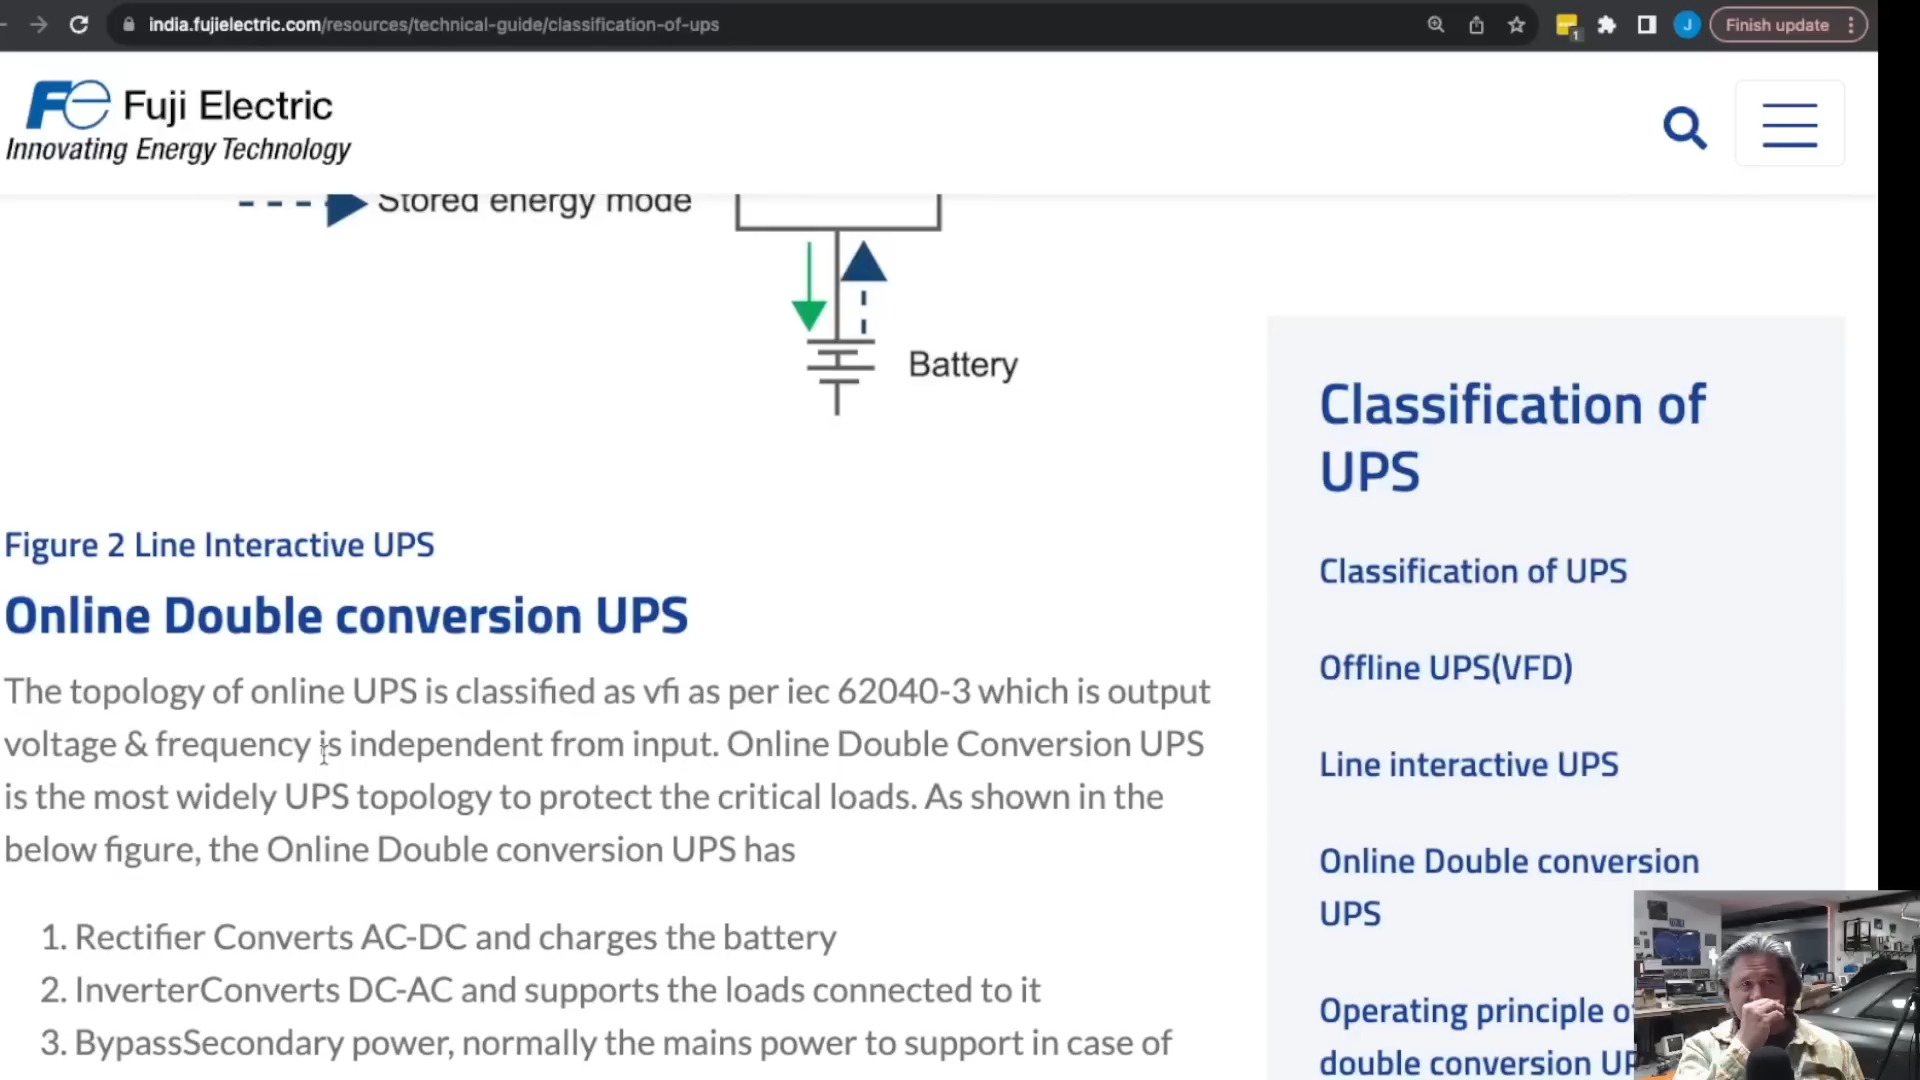 india.fujielectric.com/resources/technical-guide/classification-of-ups
1
J
Finish update
Fe Fuji Electric
Innovating Energy Technology
Stored energy mode
Battery
Figure 2 Line Interactive UPS
Online Double conversion UPS
The topology of online UPS is classified as vfi as per iec 62040-3 which is output
voltage & frequency is independent from input. Online Double Conversion UPS
is the most widely UPS topology to protect the critical loads. As shown in the
below figure, the Online Double conversion UPS has
1. Rectifier Converts AC-DC and charges the battery
2. InverterConverts DC-AC and supports the loads connected to it
3. BypassSecondary power, normally the mains power to support in case of
Classification of
UPS
Classification of UPS
Offline UPS(VFD)
Line interactive UPS
Online Double conversion
UPS
Operating principle
double conversion